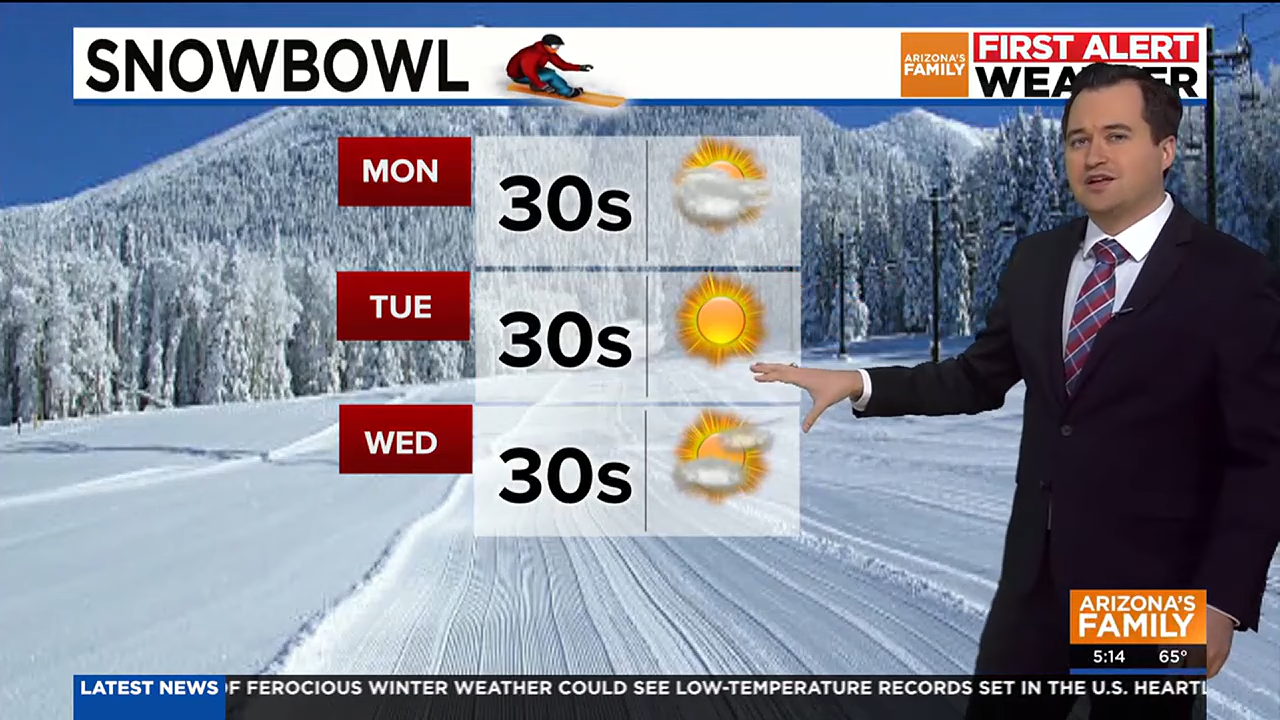 SNOWBOWL
ARIZONA'S
FAMILY
FIRST ALERT
MON
30s
TUE
30s
WED
30s
ARIZONA'S
FAMILY
5:14 65°
LATEST NEWS
OF FEROCIOUS WINTER WEATHER COULD SEE LOW-TEMPERATURE RECORDS SET IN THE U.S.